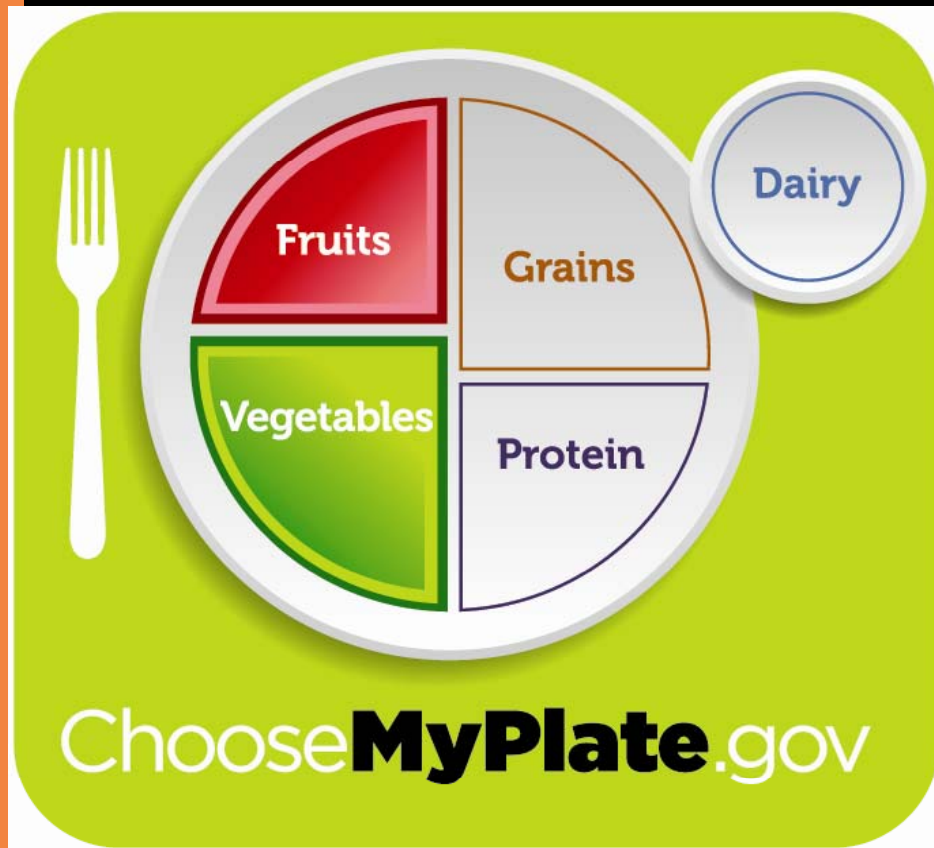 Fruits
Grains
Dairy
Vegetables
Protein
ChooseMyPlate.gov